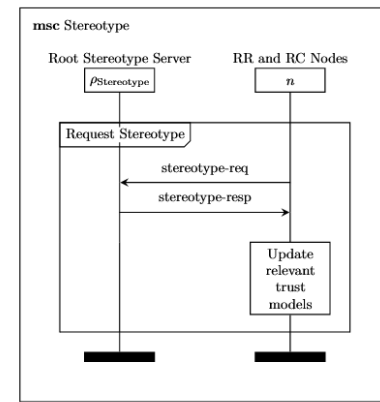 msc Stereotype
Root Stereotype Server
RR and RC Nodes
ρStereotype
n
Request Stereotype
stereotype-req
stereotype-resp
Update
relevant
trust
models